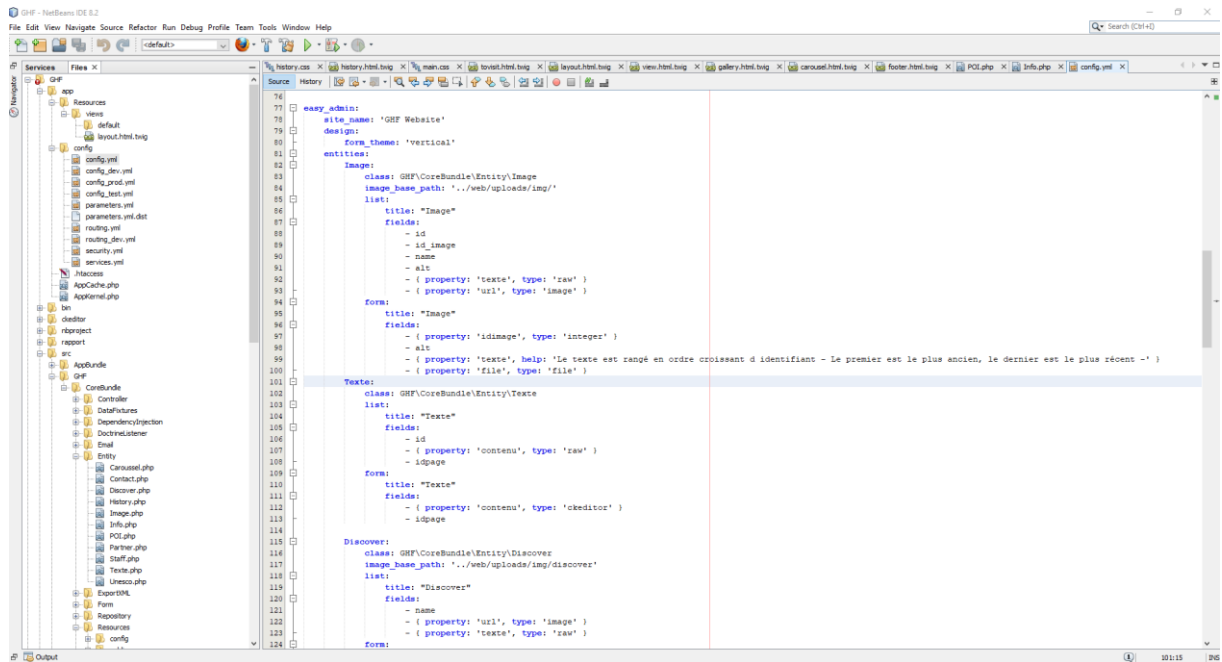 GHF - NetBeans IDE 8.2
File Edit View Navigate Source Refactor Run Debug Profile Team Tools Window Help
Search (Ctrl+I)
<default>
Services Files
history.css history.html.twig main.css tovisit.html.twig layout.html.twig view.html.twig gallery.html.twig carousel.html.twig footer.html.twig POI.php Info.php config.yml
Source History
Navigator
GHF
app
Resources
views
default
layout.html.twig
config
config.yml
config_dev.yml
config_prod.yml
config_test.yml
parameters.yml
parameters.yml.dist
routing.yml
routing_dev.yml
security.yml
services.yml
.htaccess
AppCache.php
AppKernel.php
bin
ckeditor
nbproject
rapport
src
AppBundle
GHF
CoreBundle
Controller
DataFixtures
DependencyInjection
DoctrineListener
Email
Entity
Caroussel.php
Contact.php
Discover.php
History.php
Image.php
Info.php
POI.php
Partner.php
Staff.php
Texte.php
Unesco.php
ExportXML
Form
Repository
Resources
config
76
77 easy_admin:
78 site_name: 'GHF Website'
79 design:
80 form_theme: 'vertical'
81 entities:
82 Image:
83 class: GHF\CoreBundle\Entity\Image
84 image_base_path: '../web/uploads/img/'
85 list:
86 title: "Image"
87 fields:
88 - id
89 - id_image
90 - name
91 - alt
92 - { property: 'texte', type: 'raw' }
93 - { property: 'url', type: 'image' }
94 form:
95 title: "Image"
96 fields:
97 - { property: 'idimage', type: 'integer' }
98 - alt
99 - { property: 'texte', help: 'Le texte est rangé en ordre croissant d identifiant - Le premier est le plus ancien, le dernier est le plus récent -' }
100 - { property: 'file', type: 'file' }
101 Texte:
102 class: GHF\CoreBundle\Entity\Texte
103 list:
104 title: "Texte"
105 fields:
106 - id
107 - { property: 'contenu', type: 'raw' }
108 - idpage
109 form:
110 title: "Texte"
111 fields:
112 - { property: 'contenu', type: 'ckeditor' }
113 - idpage
114
115 Discover:
116 class: GHF\CoreBundle\Entity\Discover
117 image_base_path: '../web/uploads/img/discover'
118 list:
119 title: "Discover"
120 fields:
121 - name
122 - { property: 'url', type: 'image' }
123 - { property: 'texte', type: 'raw' }
124 form:
Output
101:15 INS